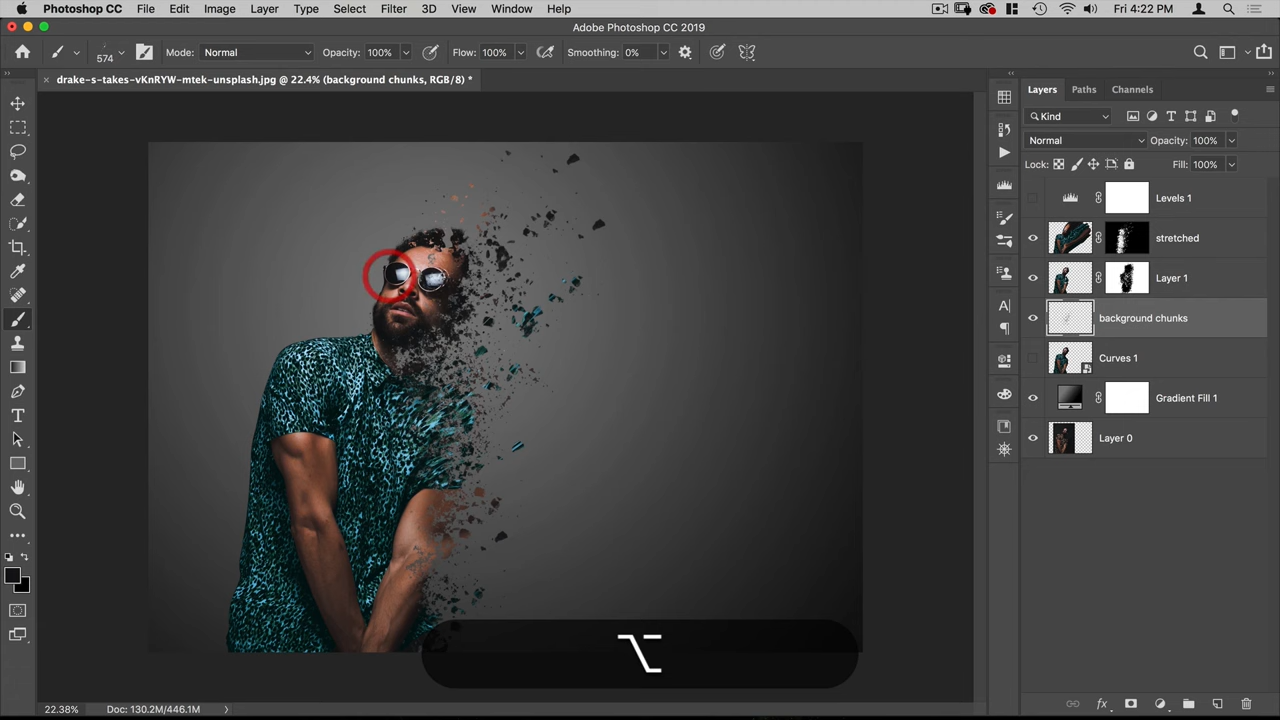 Photoshop CC File Edit Image Layer Type Select Filter 3D View Window Help Fri 4:22 PM
Adobe Photoshop CC 2019
574 Mode: Normal Opacity: 100% Flow: 100% Smoothing: 0%
drake-s-takes-vKnRYW-mtek-unsplash.jpg @ 22.4% (background chunks, RGB/8) *
Layers Paths Channels
Kind
Normal Opacity: 100%
Lock: Fill: 100%
Levels 1
stretched
Layer 1
background chunks
Curves 1
Gradient Fill 1
Layer 0
⌥
22.38% Doc: 130.2M/446.1M